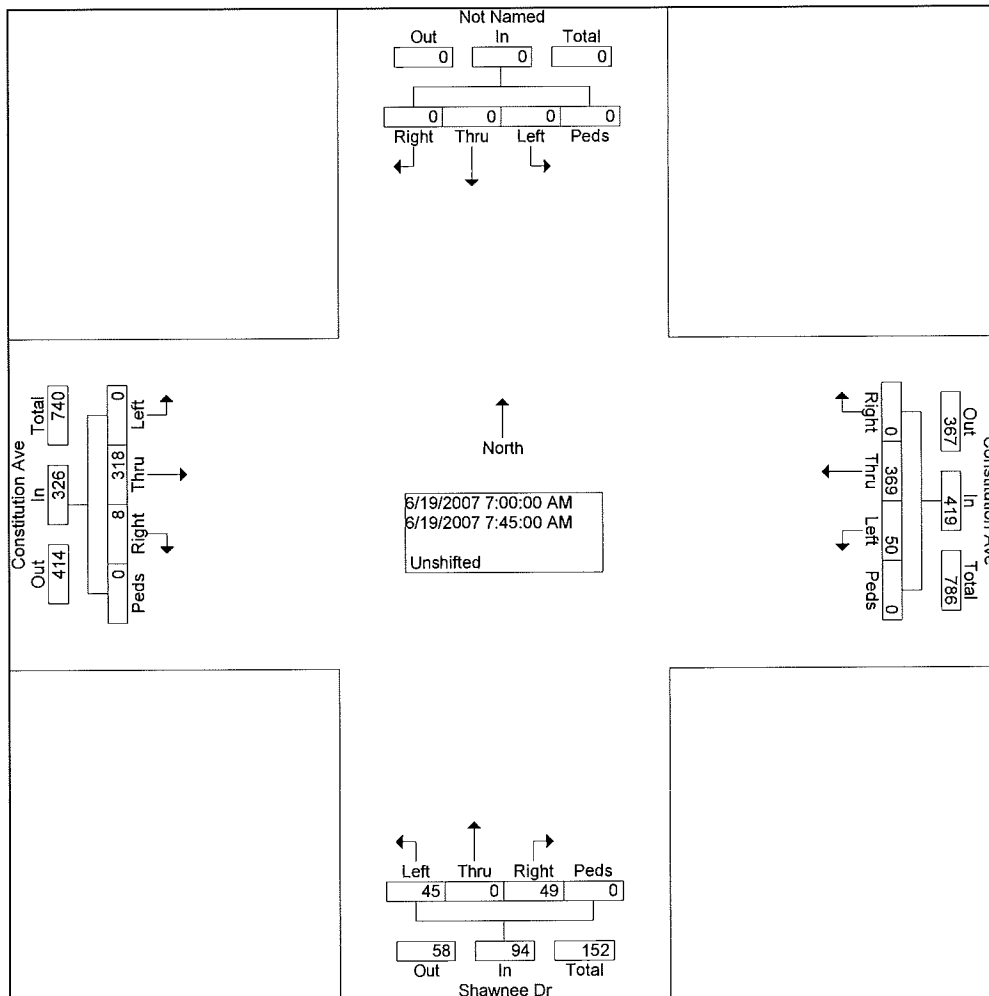 Not Named
Out In Total
0 0 0
0 0 0 0
Right Thru Left Peds
Constitution Ave
Total In Out
740 326 414
0 318 8 0
Left Thru Right Peds
North
6/19/2007 7:00:00 AM
6/19/2007 7:45:00 AM
Unshifted
Right Thru Left Peds
0 369 50 0
367 419 786
Out In Total
Constitution Ave
Left Thru Right Peds
45 0 49 0
58 94 152
Out In Total
Shawnee Dr